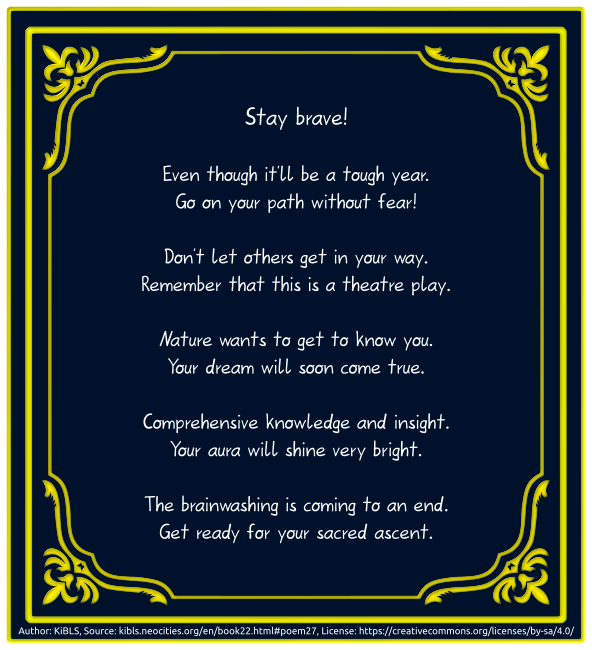 Stay brave!
Even though it'll be a tough year.
Go on your path without fear!
Don't let others get in your way.
Remember that this is a theatre play.
Nature wants to get to know you.
Your dream will soon come true.
Comprehensive knowledge and insight.
Your aura will shine very bright.
The brainwashing is coming to an end.
Get ready for your sacred ascent.
Author: KiBLS, Source: kibls.neocities.org/en/book22.html#poem27, License: https://creativecommons.org/licenses/by-sa/4.0/